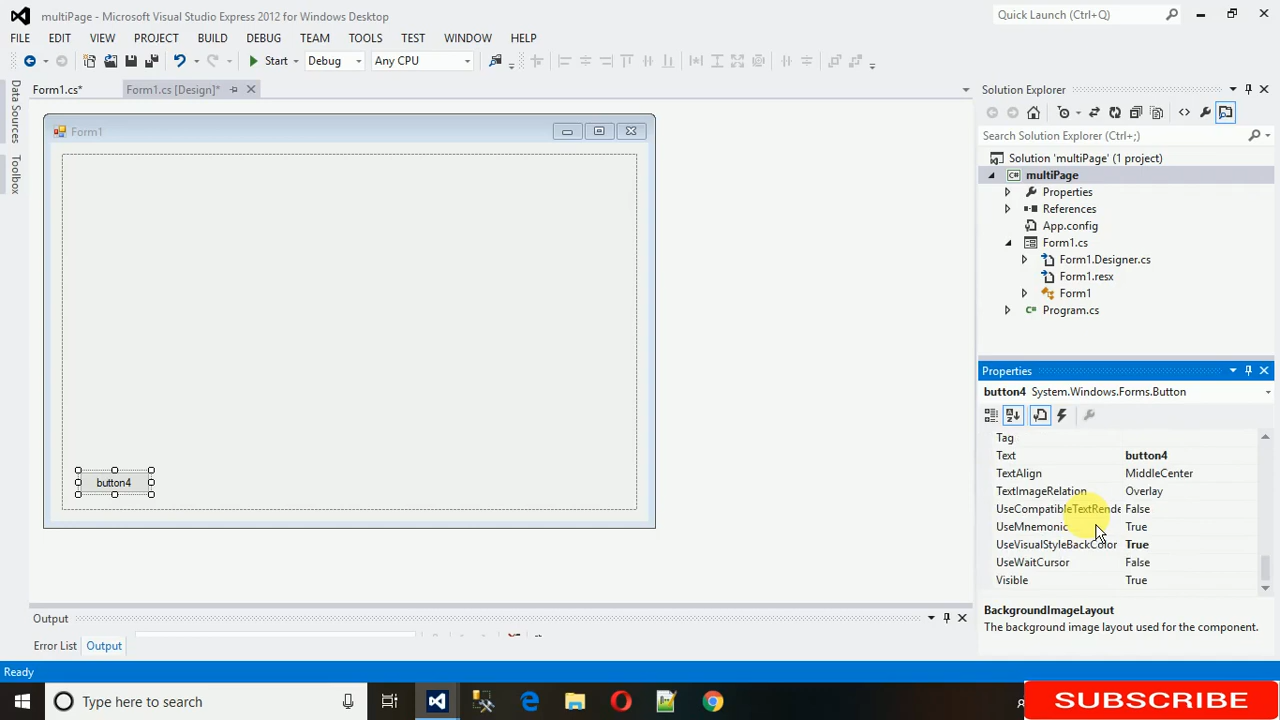 multiPage - Microsoft Visual Studio Express 2012 for Windows Desktop
Quick Launch (Ctrl+Q)
FILE EDIT VIEW PROJECT BUILD DEBUG TEAM TOOLS TEST WINDOW HELP
Start Debug Any CPU
Data Sources
Toolbox
Form1.cs* Form1.cs [Design]*
Form1
button4
Solution Explorer
Search Solution Explorer (Ctrl+;)
Solution 'multiPage' (1 project)
C# multiPage
Properties
References
App.config
Form1.cs
Form1.Designer.cs
Form1.resx
Form1
C# Program.cs
Properties
button4 System.Windows.Forms.Button
Tag
Text button4
TextAlign MiddleCenter
TextImageRelation Overlay
UseCompatibleTextRende False
UseMnemonic True
UseVisualStyleBackColor True
UseWaitCursor False
Visible True
BackgroundImageLayout
The background image layout used for the component.
Output
Error List Output
Ready
Type here to search
SUBSCRIBE